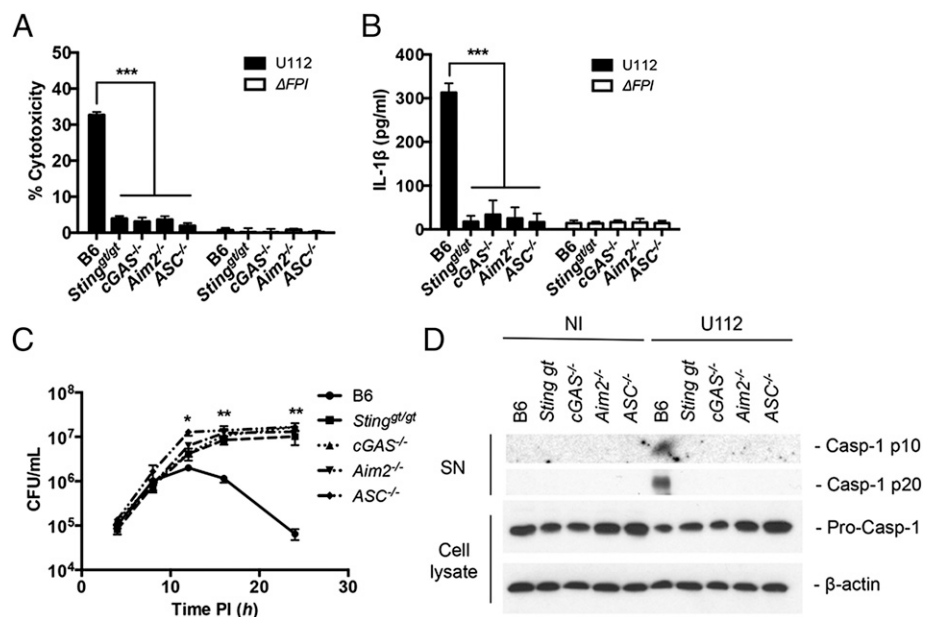 A
% Cytotoxicity
50
40
30
20
10
0
***
U112
ΔFPI
B6
Sting^gt/gt
cGAS^-/-
Aim2^-/-
ASC^-/-
B6
Sting^gt/gt
cGAS^-/-
Aim2^-/-
ASC^-/-
B
IL-1β (pg/ml)
400
300
200
100
0
***
U112
ΔFPI
B6
Sting^gt/gt
cGAS^-/-
Aim2^-/-
ASC^-/-
B6
Sting^gt/gt
cGAS^-/-
Aim2^-/-
ASC^-/-
C
CFU/mL
10^8
10^7
10^6
10^5
10^4
* ** **
0 10 20 30
Time PI (h)
B6
Sting^gt/gt
cGAS^-/-
Aim2^-/-
ASC^-/-
D
NI U112
B6 Sting gt cGAS^-/- Aim2^-/- ASC^-/- B6 Sting gt cGAS^-/- Aim2^-/- ASC^-/-
SN
- Casp-1 p10
- Casp-1 p20
Cell
lysate
- Pro-Casp-1
- β-actin